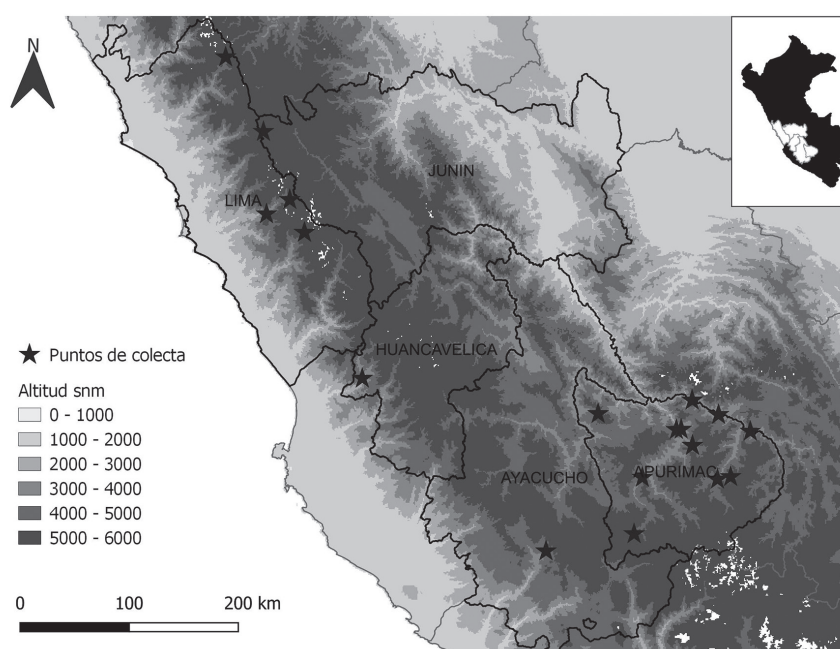 N
JUNIN
LIMA
HUANCAVELICA
AYACUCHO
APURIMAC
Puntos de colecta
Altitud snm
0 - 1000
1000 - 2000
2000 - 3000
3000 - 4000
4000 - 5000
5000 - 6000
0 100 200 km